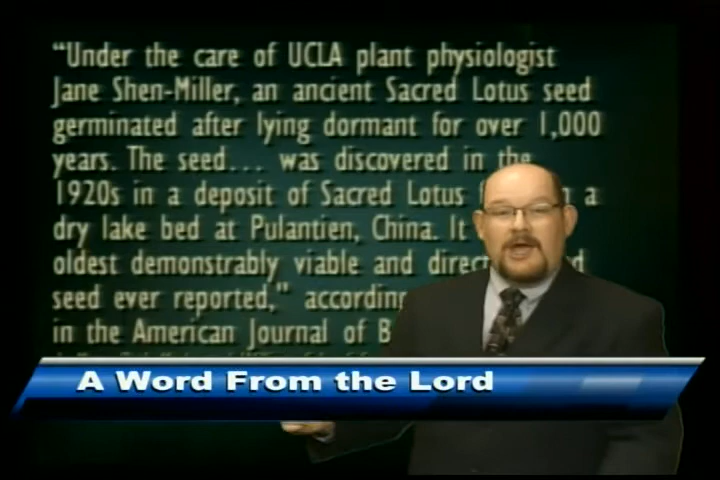 “Under the care of UCLA plant physiologist
Jane Shen-Miller, an ancient Sacred Lotus seed
germinated after lying dormant for over 1,000
years. The seed... was discovered in the
1920s in a deposit of Sacred Lotus a
dry lake bed at Pulantien, China. It
oldest demonstrably viable and
seed ever reported,” according
in the American Journal of
A Word From the Lord